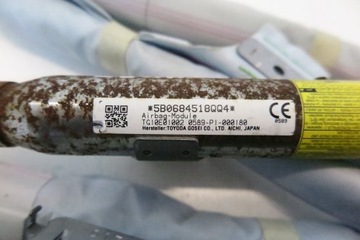 *5B0684518QQ4*
Airbag-Module
TG10E01002 0589-P1-000180
Hersteller:TOYODA GOSEI CO., LTD. AICHI, JAPAN
CE
0589